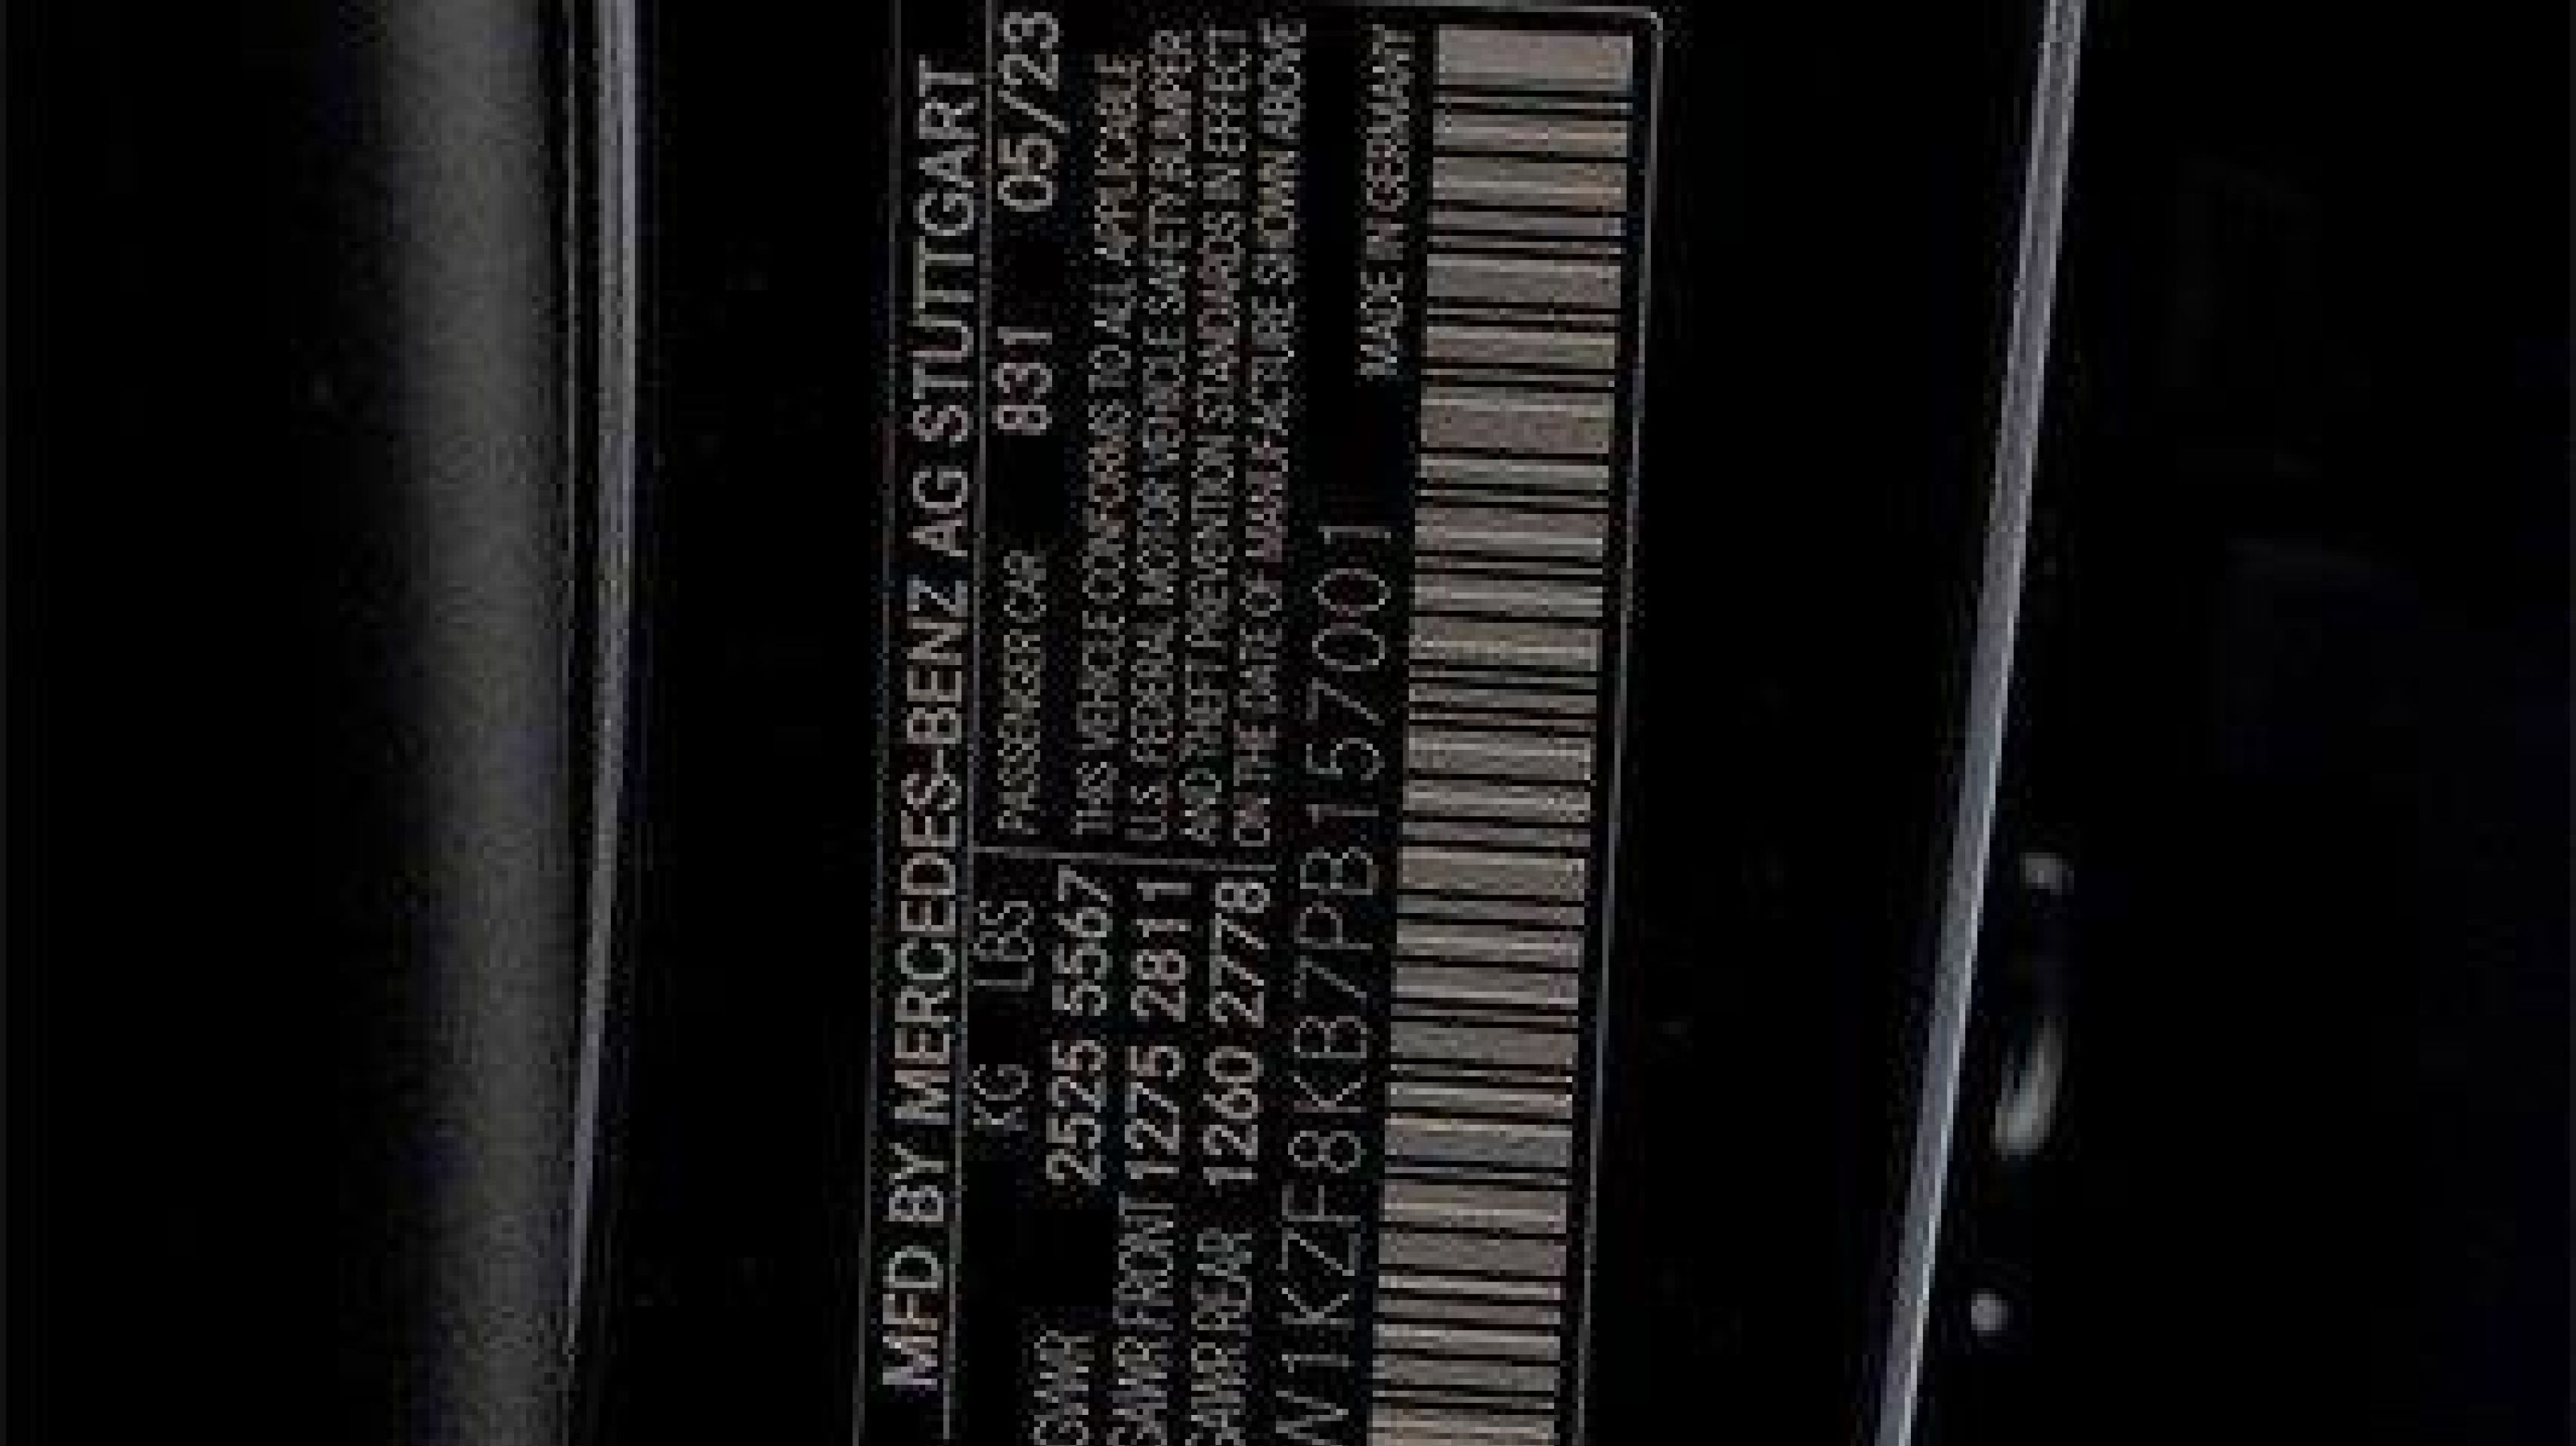 MFD BY MERCEDES-BENZ AG STUTTGART
KG LBS
GVWR 2525 5567
GAWR FRONT 1275 2811
GAWR REAR 1260 2778
PASSENGER CAR 831 05/23
THIS VEHICLE CONFORMS TO ALL APPLICABLE
U.S. FEDERAL MOTOR VEHICLE SAFETY, BUMPER
AND THEFT PREVENTION STANDARDS IN EFFECT
ON THE DATE OF MANUFACTURE SHOWN ABOVE
W1KZF8KB7PB157001
MADE IN GERMANY